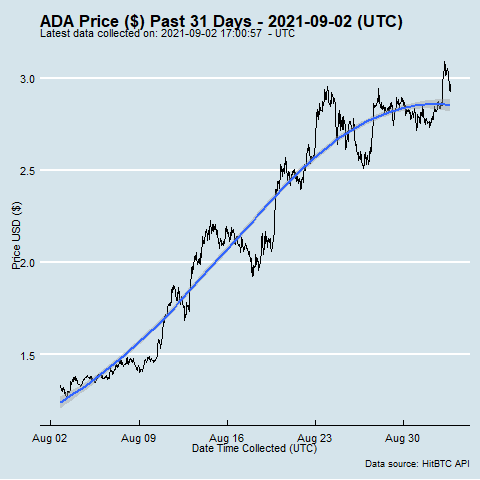 ADA Price ($) Past 31 Days - 2021-09-02 (UTC)
Latest data collected on: 2021-09-02 17:00:57 - UTC
3.0
2.5
2.0
1.5
Price USD ($)
Aug 02 Aug 09 Aug 16 Aug 23 Aug 30
Date Time Collected (UTC)
Data source: HitBTC API